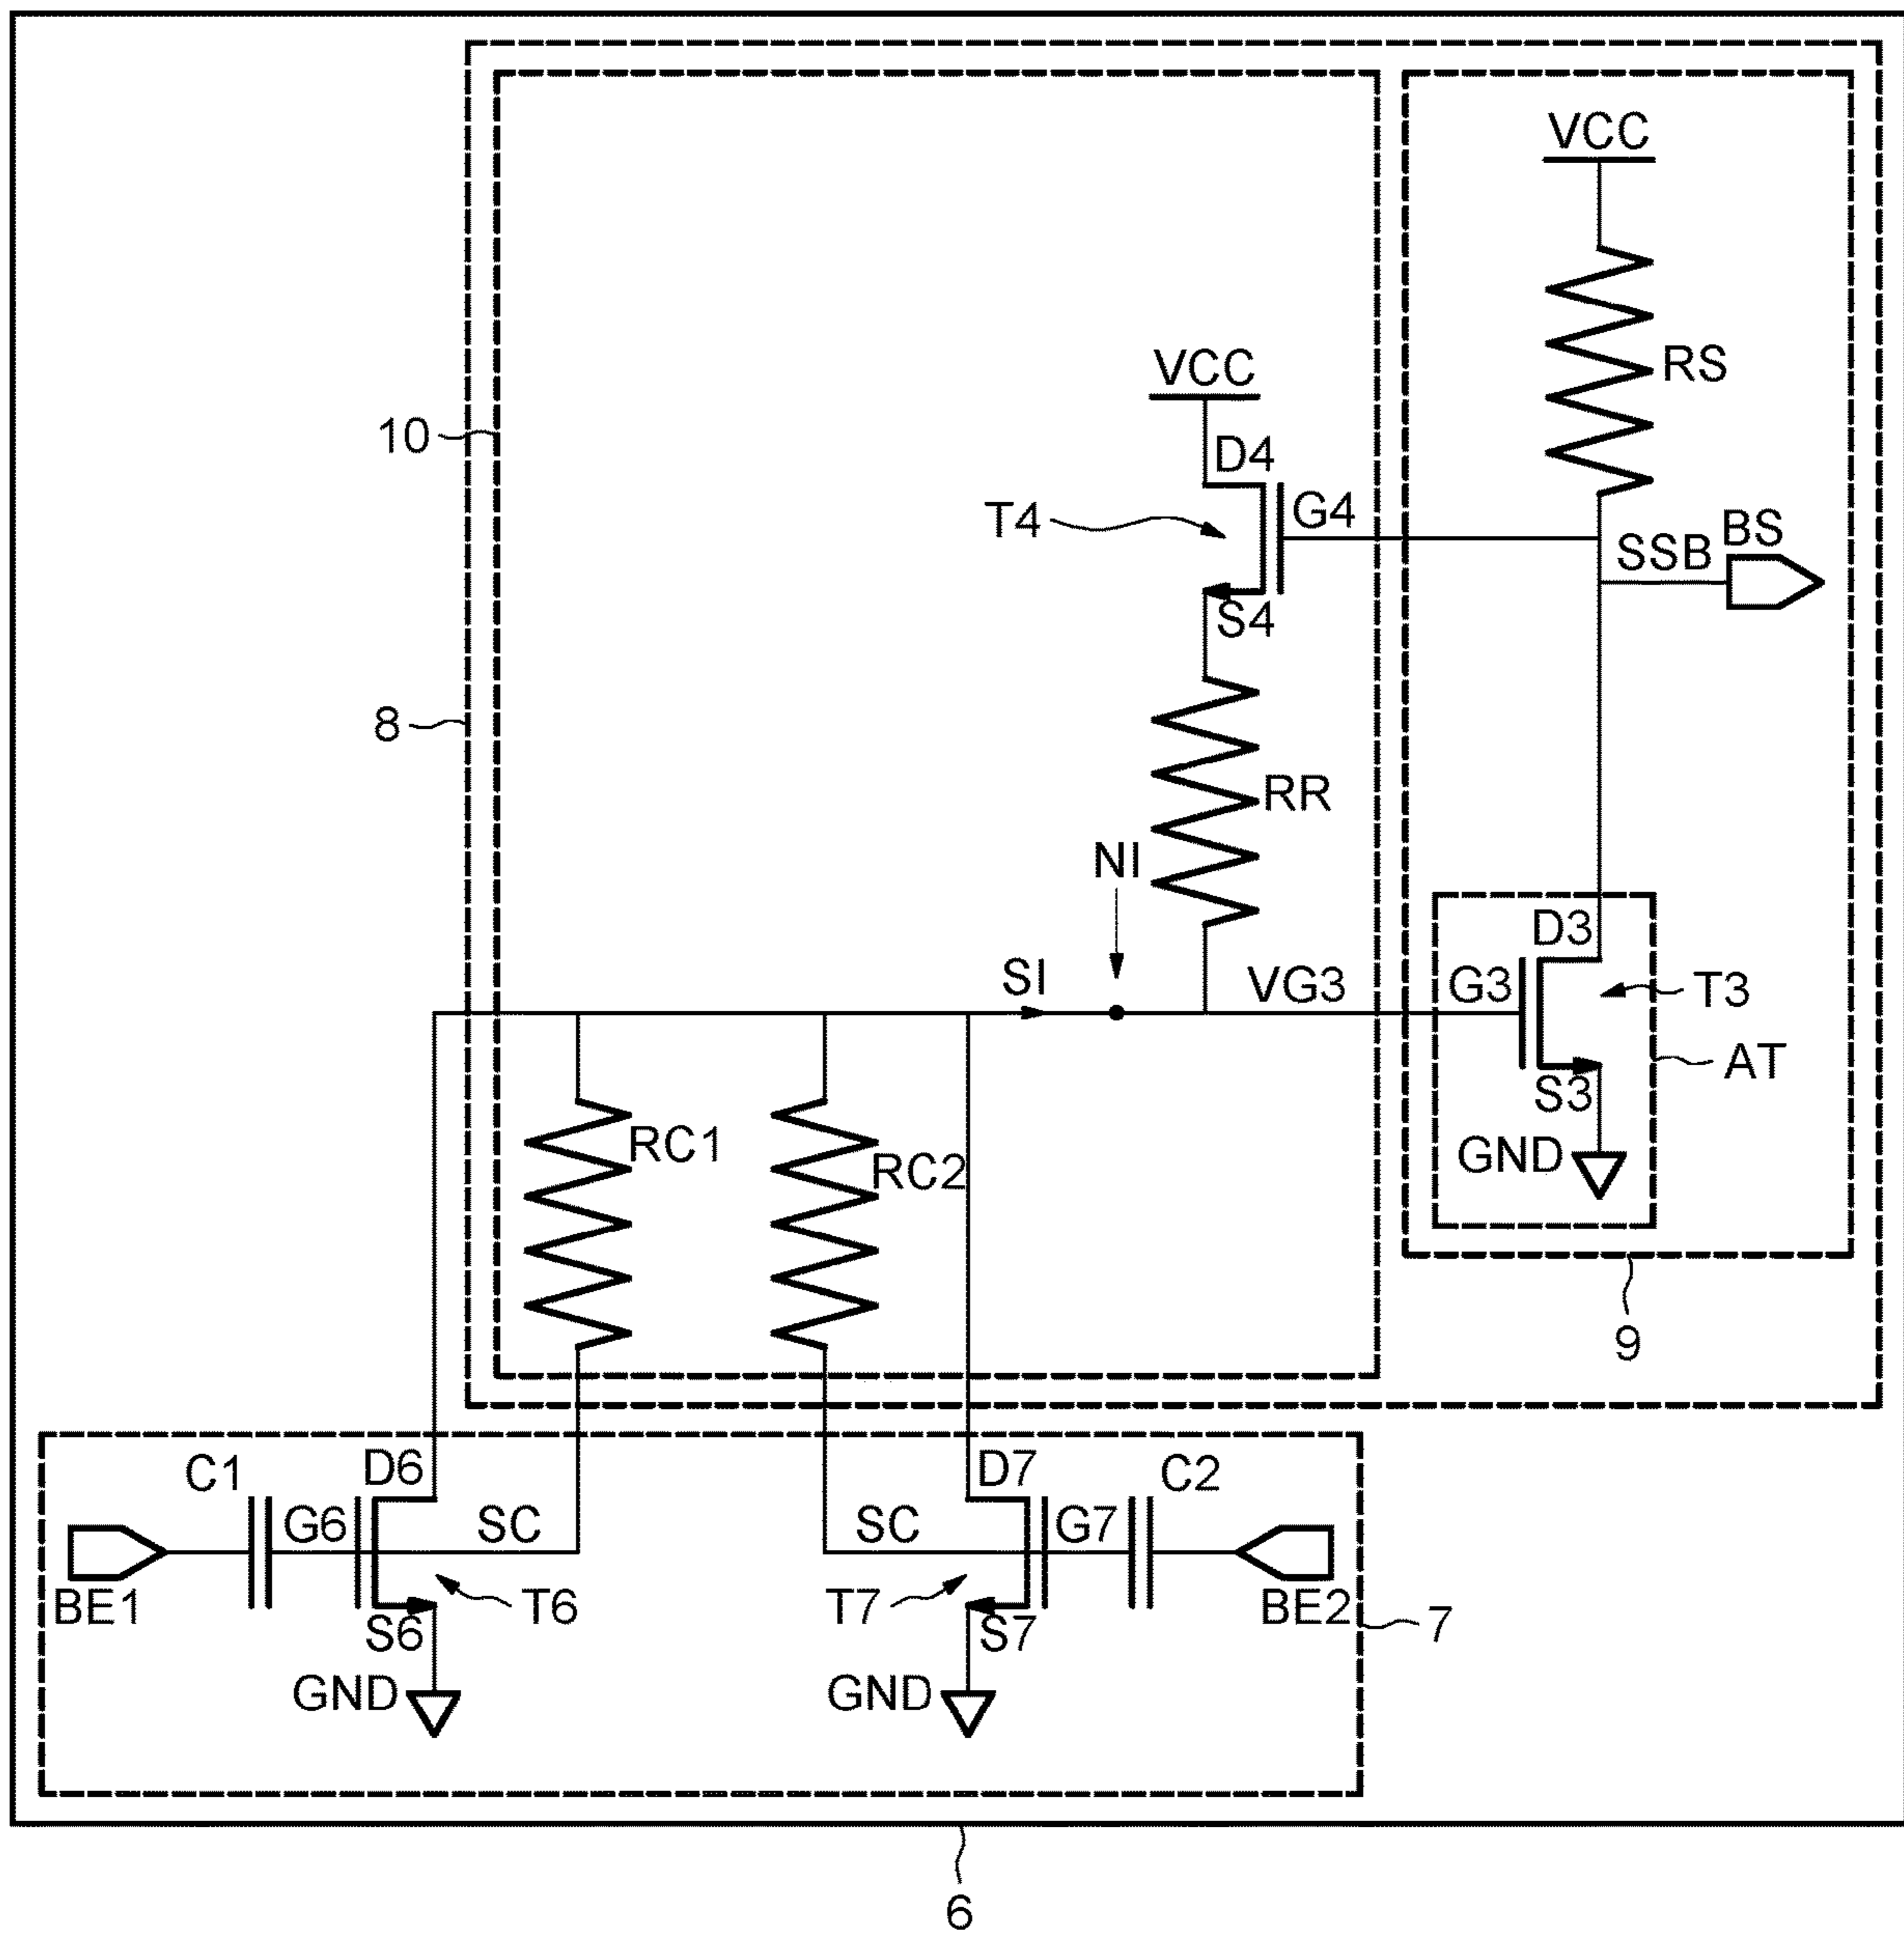 VCC
RS
VCC
10
D4
T4
G4
SSB
BS
S4
8
RR
NI
D3
SI
VG3
G3
T3
AT
S3
RC1
RC2
GND
9
C1
D6
D7
C2
G6
SC
SC
G7
BE1
T6
T7
BE2
S6
S7
7
GND
GND
6